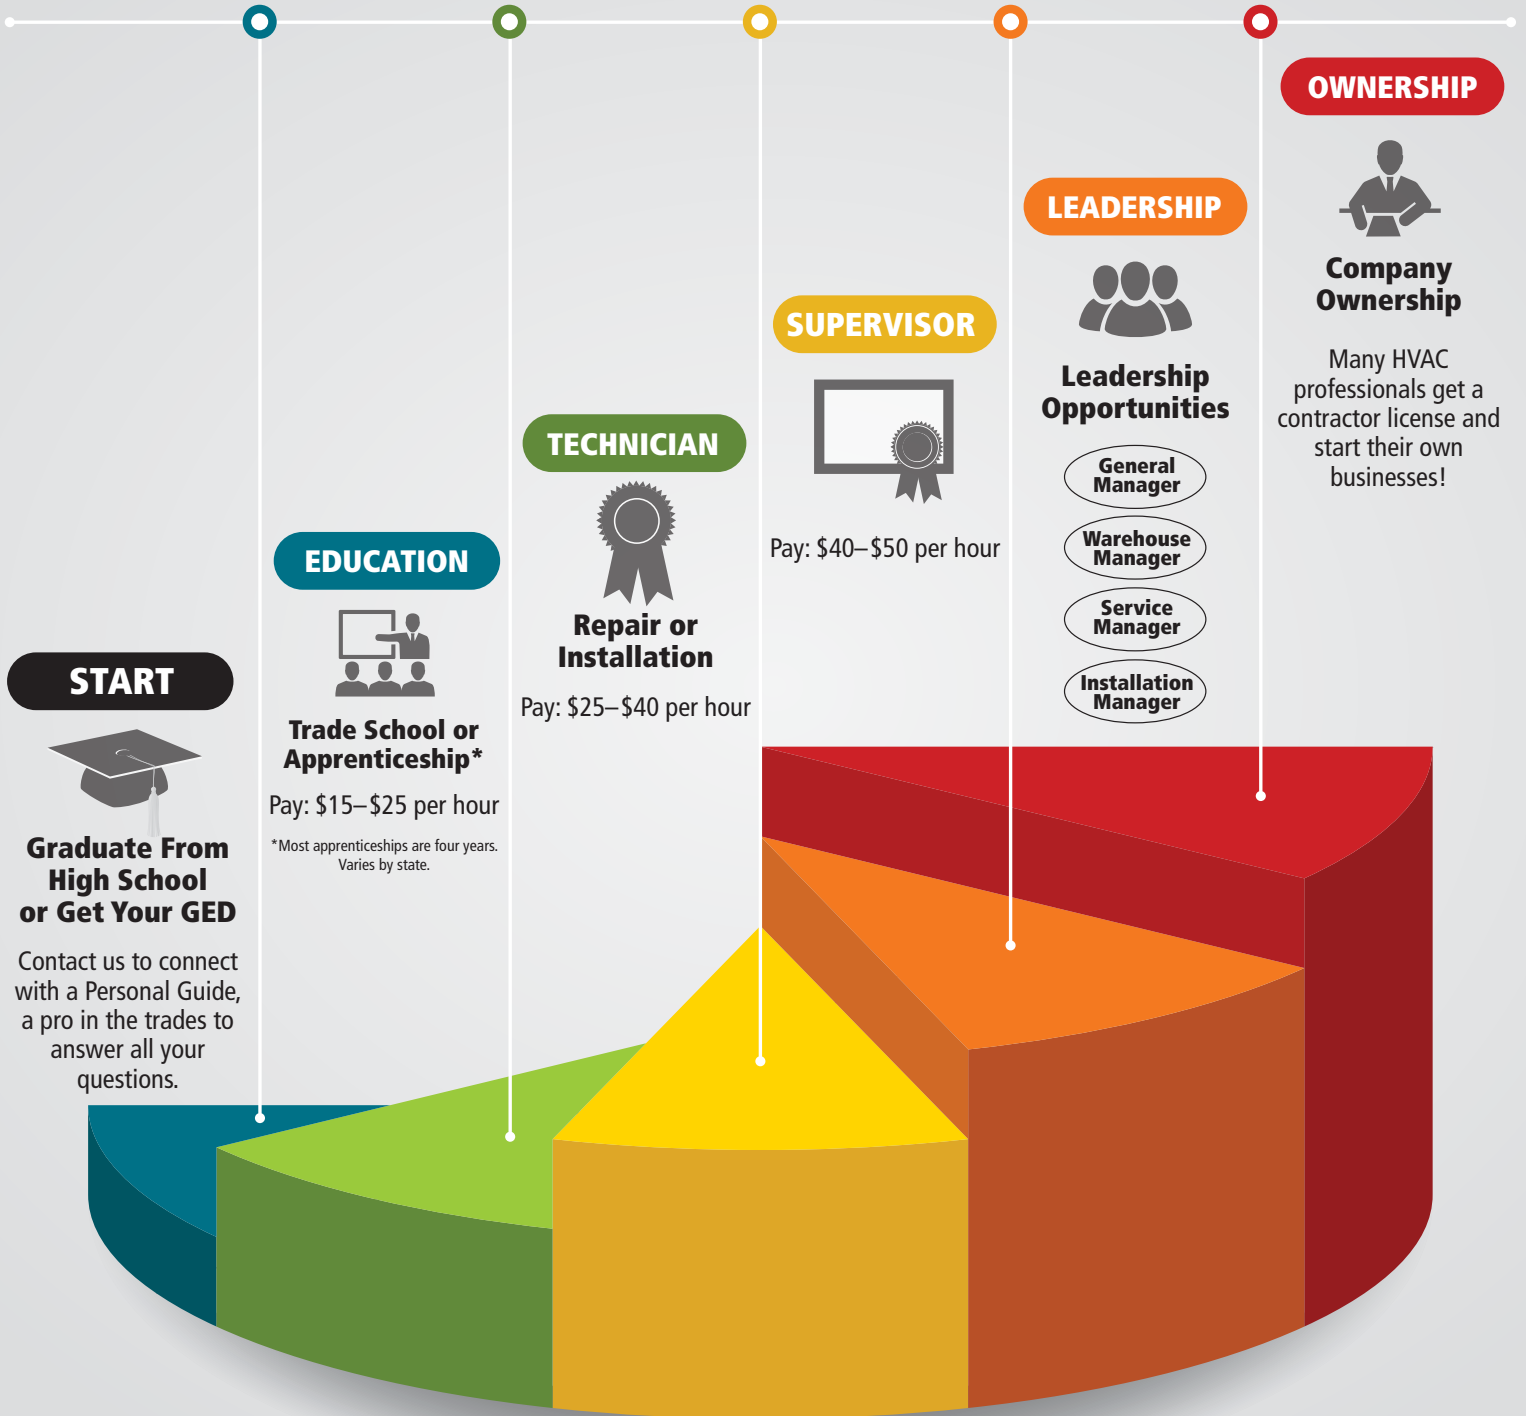 START
Graduate From
High School
or Get Your GED
Contact us to connect
with a Personal Guide,
a pro in the trades to
answer all your
questions.
EDUCATION
Trade School or
Apprenticeship*
Pay: $15–$25 per hour
*Most apprenticeships are four years.
Varies by state.
TECHNICIAN
Repair or
Installation
Pay: $25–$40 per hour
SUPERVISOR
Pay: $40–$50 per hour
LEADERSHIP
Leadership
Opportunities
General
Manager
Warehouse
Manager
Service
Manager
Installation
Manager
OWNERSHIP
Company
Ownership
Many HVAC
professionals get a
contractor license and
start their own
businesses!